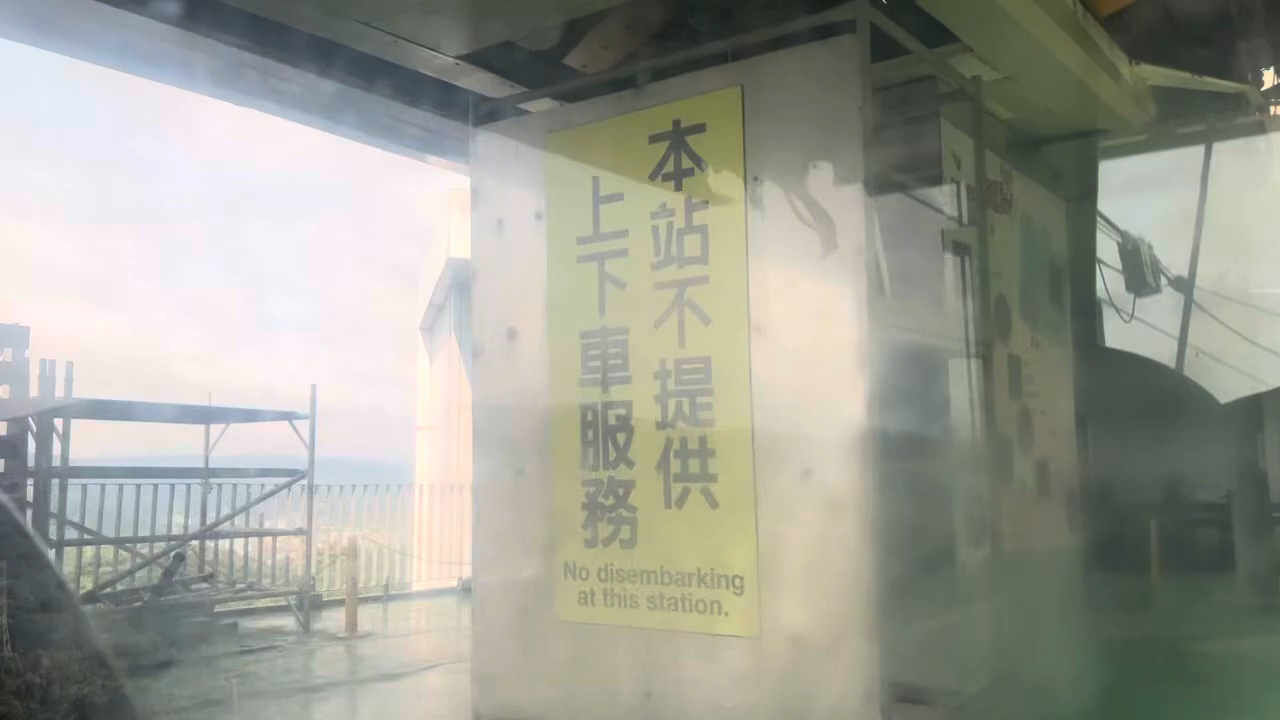 本站不提供
上下車服務
No disembarking
at this station.